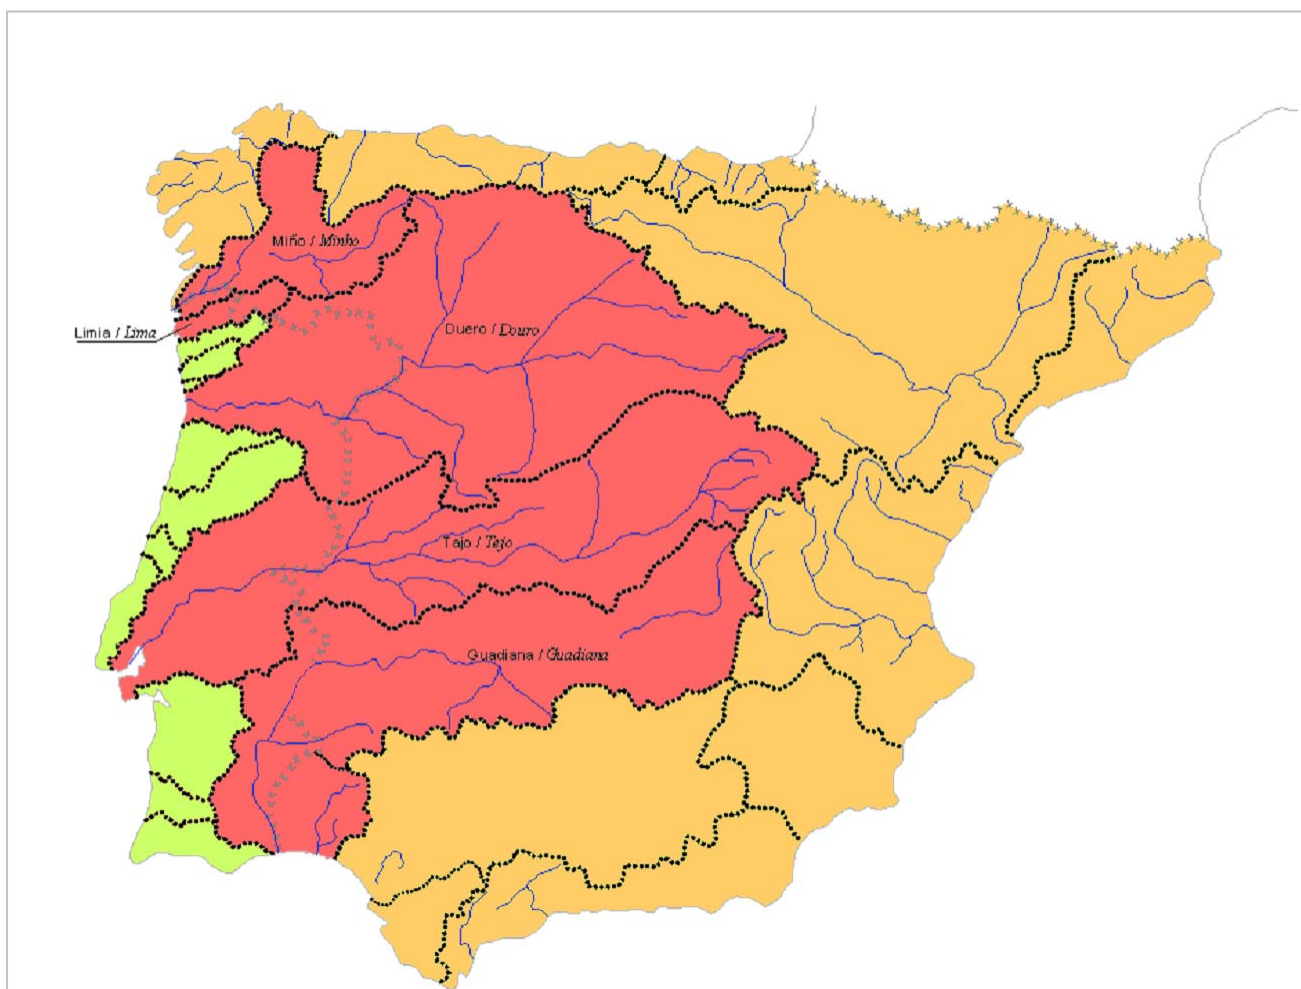 Miño / Minho
Limia / Lima
Duero / Douro
Tajo / Tejo
Guadiana / Guadiana